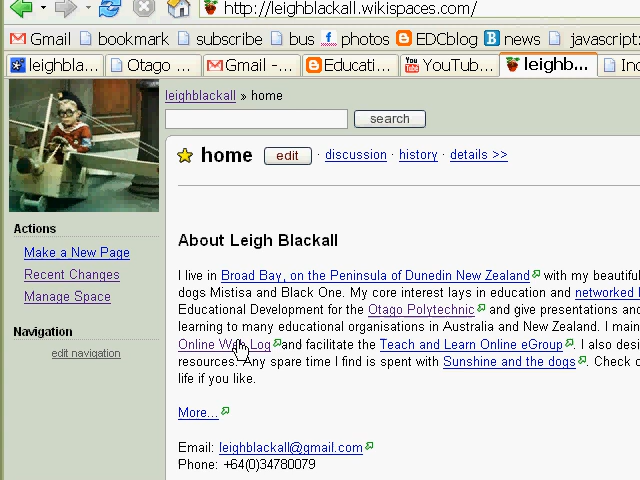 http://leighblackall.wikispaces.com/
Gmail bookmark subscribe bus photos EDCblog news javascript:
leighbla... Otago ... Gmail -... Educati... YouTub... leighb...
leighblackall » home
search
home edit · discussion · history · details >>
Actions
Make a New Page
Recent Changes
Manage Space
Navigation
edit navigation
About Leigh Blackall
I live in Broad Bay, on the Peninsula of Dunedin New Zealand with my beautiful
dogs Mistisa and Black One. My core interest lays in education and networked
Educational Development for the Otago Polytechnic and give presentations and
learning to many educational organisations in Australia and New Zealand. I main
Online Web Log and facilitate the Teach and Learn Online eGroup. I also desi
resources. Any spare time I find is spent with Sunshine and the dogs. Check
life if you like.
More...
Email: leighblackall@gmail.com
Phone: +64(0)34780079